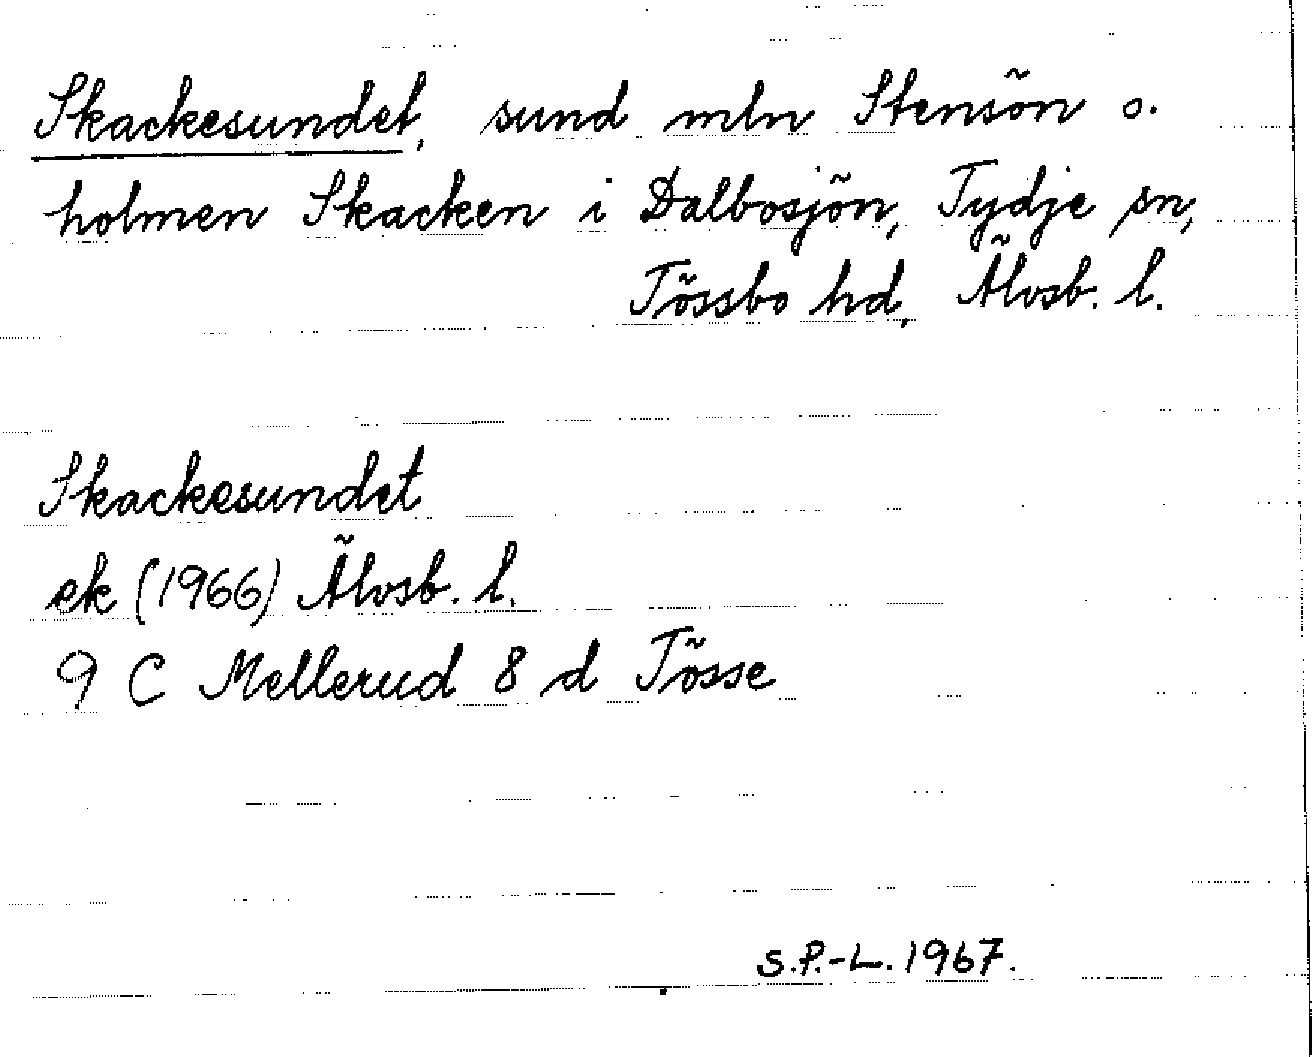 Skackesundet, sund mln Stensön o.
holmen Skacken i Dalbosjön, Tydje sn,
Tössbo hd, Älvsb. l.
Skackesundet
ek (1966) Älvsb. l.
9 C Mellerud 8 d Tösse
S.P.-L. 1967.